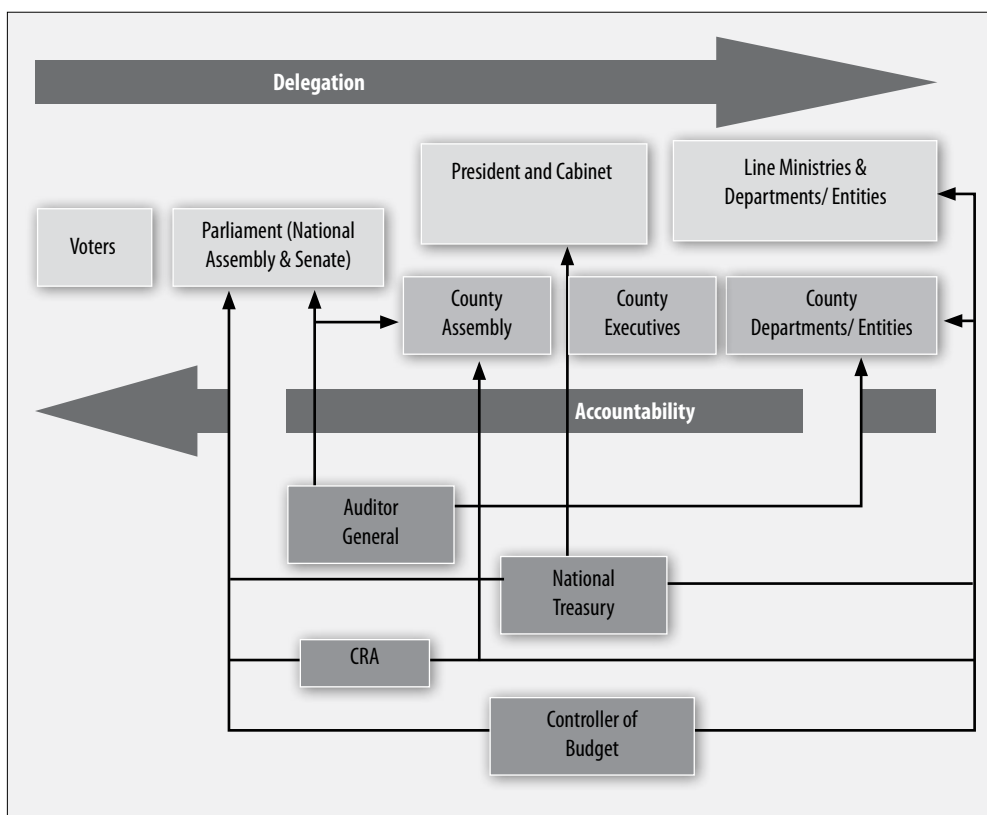 Delegation
President and Cabinet
Line Ministries &
Departments/ Entities
Voters
Parliament (National
Assembly & Senate)
County
Assembly
County
Executives
County
Departments/ Entities
Accountability
Auditor
General
National
Treasury
CRA
Controller of
Budget